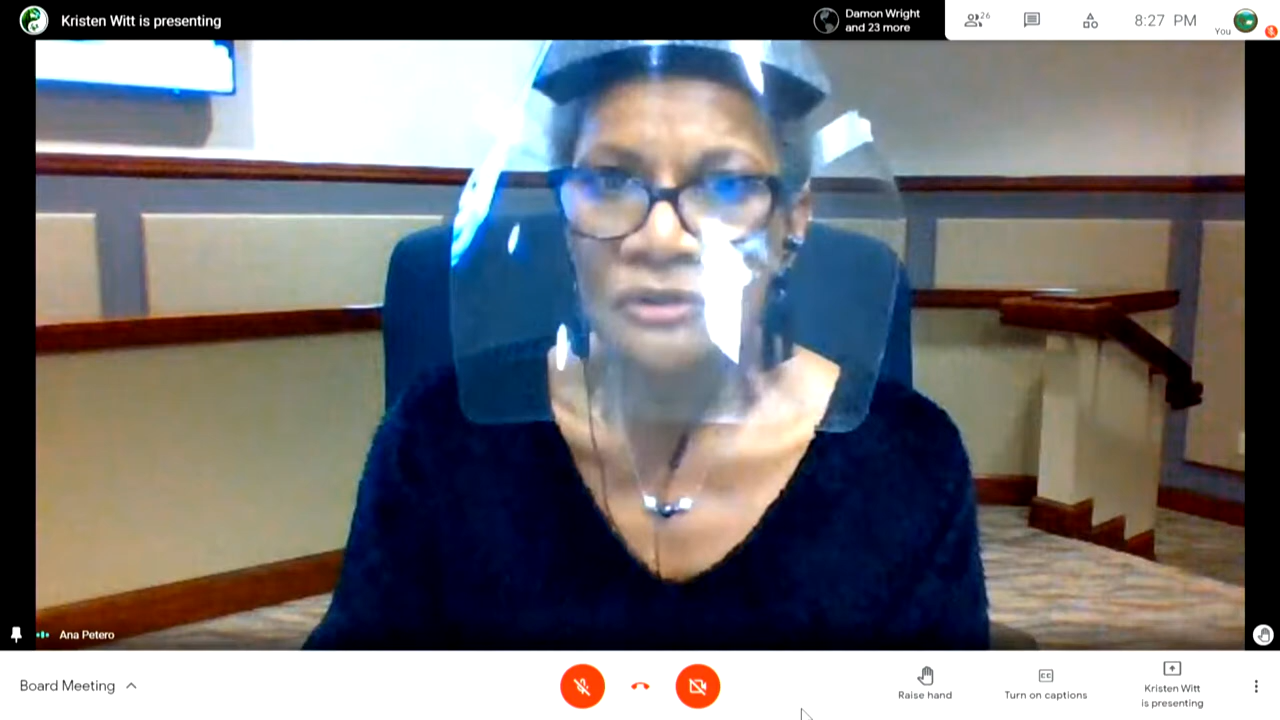 Kristen Witt is presenting
Damon Wright
and 23 more
26
8:27 PM
You
Ana Petero
Board Meeting
Raise hand
CC
Turn on captions
Kristen Witt
is presenting